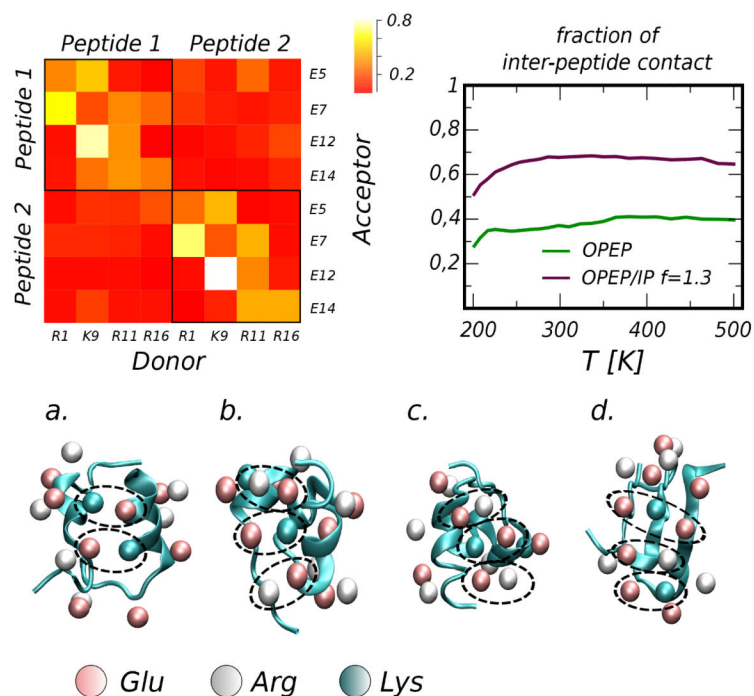 Peptide 1 Peptide 2
0.8
0.2
Peptide 1
Peptide 2
E5
E7
E12
E14
E5
E7
E12
E14
Acceptor
R1 K9 R11 R16 R1 K9 R11 R16
Donor
fraction of
inter-peptide contact
1
0.8
0.6
0.4
0,2
OPEP
OPEP/IP f=1.3
200 300 400 500
T [K]
a. b. c. d.
Glu Arg Lys